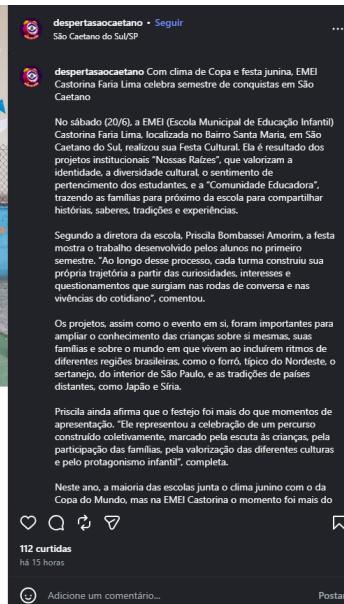 despertasaocaetano • Seguir
São Caetano do Sul/SP
despertasaocaetano Com clima de Copa e festa junina, EMEI
Castorina Faria Lima celebra semestre de conquistas em São
Caetano
No sábado (20/6), a EMEI (Escola Municipal de Educação Infantil)
Castorina Faria Lima, localizada no Bairro Santa Maria, em São
Caetano do Sul, realizou sua Festa Cultural. Ela é resultado dos
projetos institucionais "Nossas Raízes", que valorizam a
identidade, a diversidade cultural, o sentimento de
pertencimento dos estudantes, e a "Comunidade Educadora",
trazendo as famílias para próximo da escola para compartilhar
histórias, saberes, tradições e experiências.
Segundo a diretora da escola, Priscila Bombassei Amorim, a festa
mostra o trabalho desenvolvido pelos alunos no primeiro
semestre. "Ao longo desse processo, cada turma construiu sua
própria trajetória a partir das curiosidades, interesses e
questionamentos que surgiam nas rodas de conversa e nas
vivências do cotidiano", comentou.
Os projetos, assim como o evento em si, foram importantes para
ampliar o conhecimento das crianças sobre si mesmas, suas
famílias e sobre o mundo em que vivem ao incluírem ritmos de
diferentes regiões brasileiras, como o forró, típico do Nordeste, o
sertanejo, do interior de São Paulo, e as tradições de países
distantes, como Japão e Síria.
Priscila ainda afirma que o festejo foi mais do que momentos de
apresentação. "Ele representou a celebração de um percurso
construído coletivamente, marcado pela escuta às crianças, pela
participação das famílias, pela valorização das diferentes culturas
e pelo protagonismo infantil", completa.
Neste ano, a maioria das escolas junta o clima junino com o da
Copa do Mundo, mas na EMEI Castorina o momento foi mais do
112 curtidas
há 15 horas
Adicione um comentário...
Postar